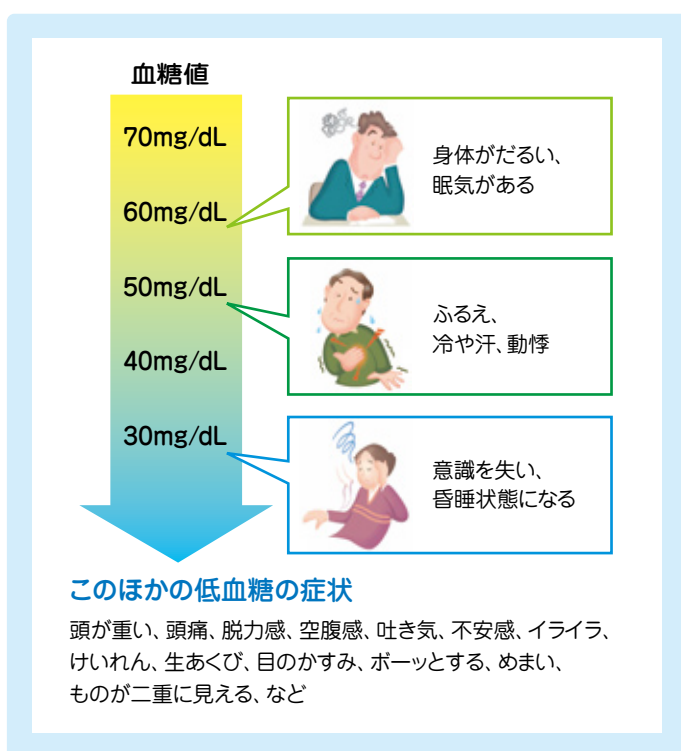 血糖値
70mg/dL
60mg/dL
身体がだるい、
眠気がある
50mg/dL
ふるえ、
冷や汗、動悸
40mg/dL
30mg/dL
意識を失い、
昏睡状態になる
このほかの低血糖の症状
頭が重い、頭痛、脱力感、空腹感、吐き気、不安感、イライラ、
けいれん、生あくび、目のかすみ、ボーッとする、めまい、
ものが二重に見える、など